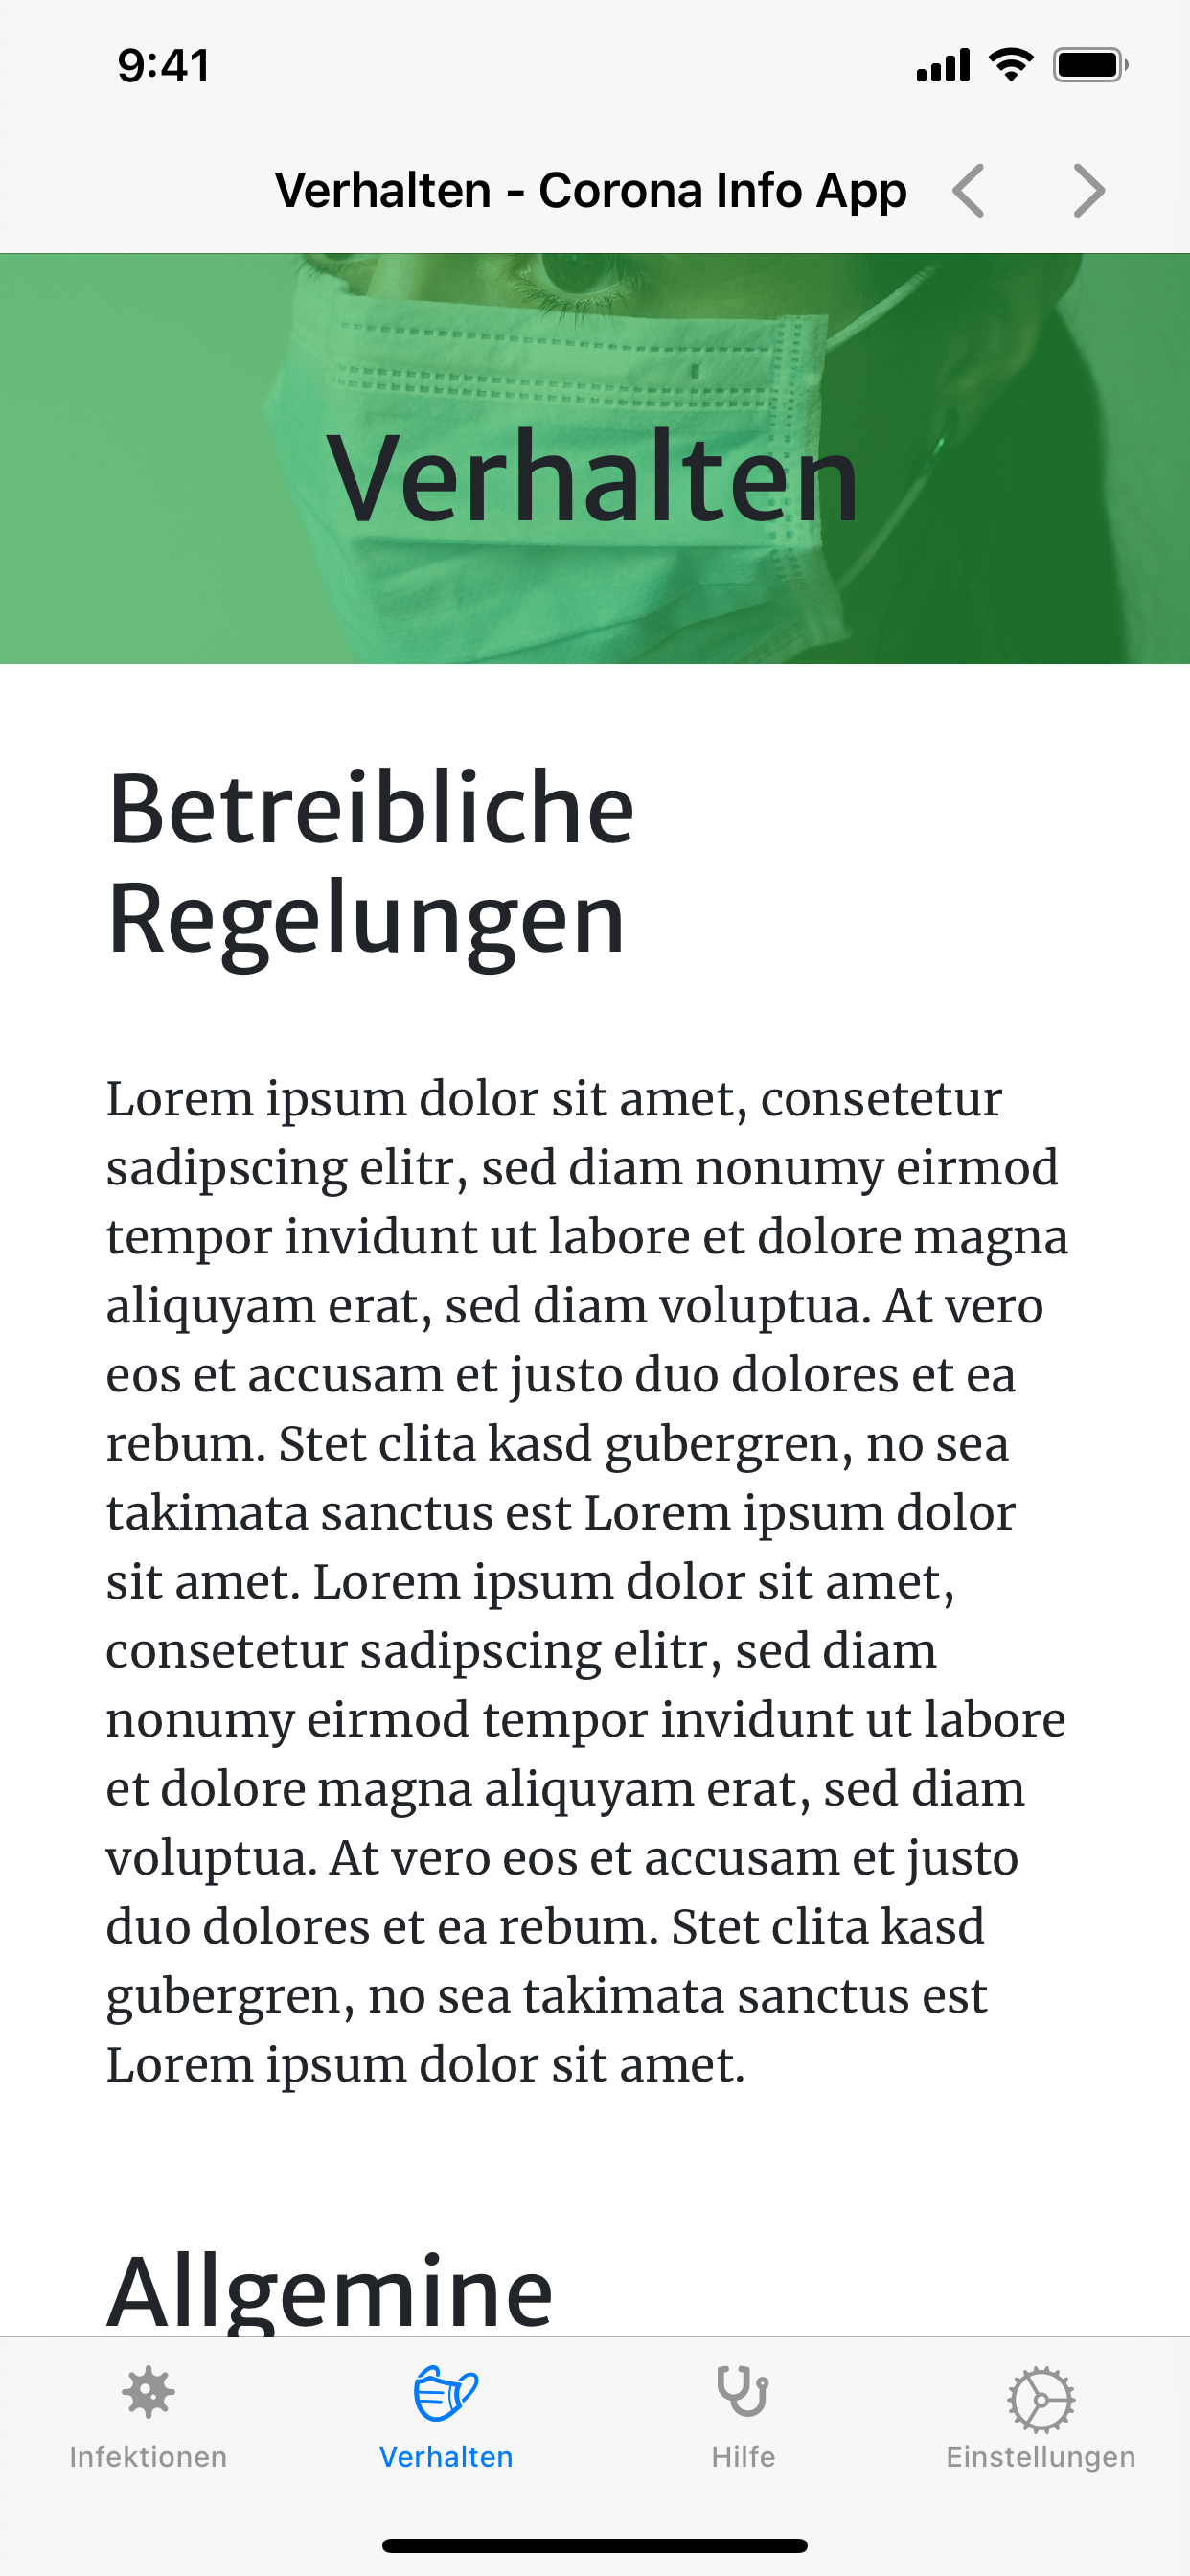 9:41
Verhalten - Corona Info App
Verhalten
Betreibliche
Regelungen
Lorem ipsum dolor sit amet, consetetur
sadipscing elitr, sed diam nonumy eirmod
tempor invidunt ut labore et dolore magna
aliquyam erat, sed diam voluptua. At vero
eos et accusam et justo duo dolores et ea
rebum. Stet clita kasd gubergren, no sea
takimata sanctus est Lorem ipsum dolor
sit amet. Lorem ipsum dolor sit amet,
consetetur sadipscing elitr, sed diam
nonumy eirmod tempor invidunt ut labore
et dolore magna aliquyam erat, sed diam
voluptua. At vero eos et accusam et justo
duo dolores et ea rebum. Stet clita kasd
gubergren, no sea takimata sanctus est
Lorem ipsum dolor sit amet.
Allgemine
Infektionen
Verhalten
Hilfe
Einstellungen